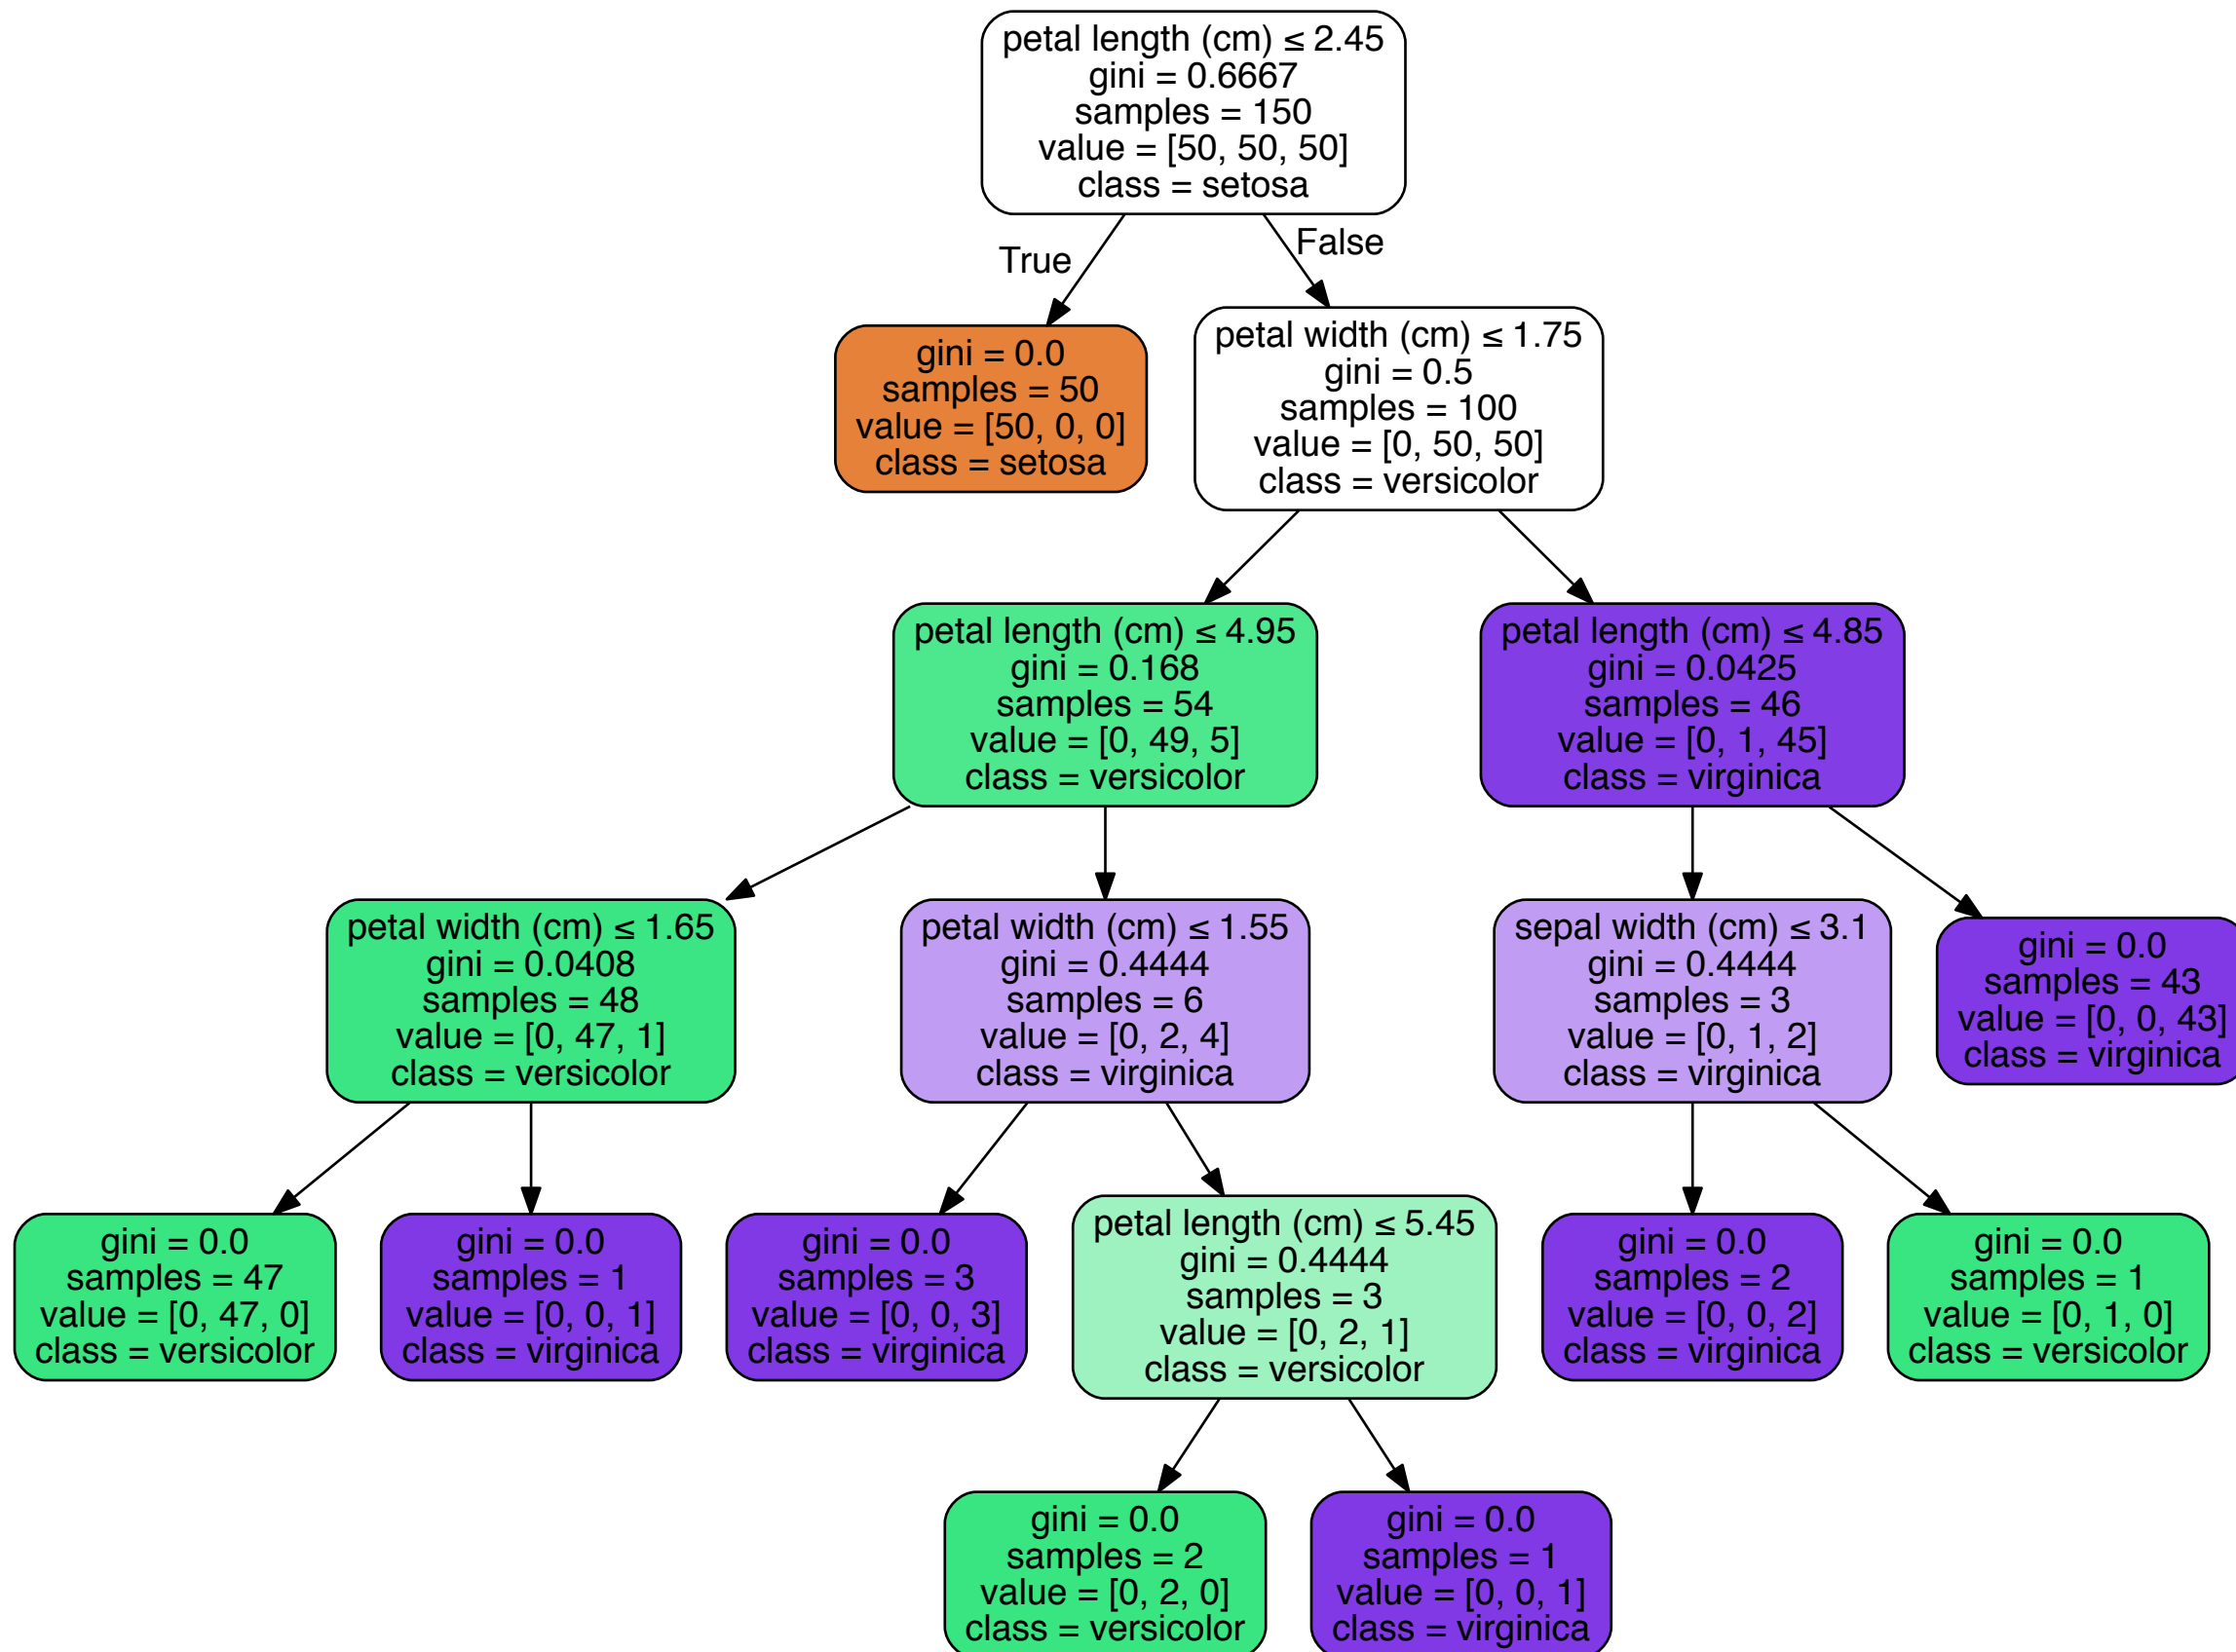 petal length (cm) ≤ 2.45
gini = 0.6667
samples = 150
value = [50, 50, 50]
class = setosa
True
False
gini = 0.0
samples = 50
value = [50, 0, 0]
class = setosa
petal width (cm) ≤ 1.75
gini = 0.5
samples = 100
value = [0, 50, 50]
class = versicolor
petal length (cm) ≤ 4.95
gini = 0.168
samples = 54
value = [0, 49, 5]
class = versicolor
petal length (cm) ≤ 4.85
gini = 0.0425
samples = 46
value = [0, 1, 45]
class = virginica
petal width (cm) ≤ 1.65
gini = 0.0408
samples = 48
value = [0, 47, 1]
class = versicolor
petal width (cm) ≤ 1.55
gini = 0.4444
samples = 6
value = [0, 2, 4]
class = virginica
sepal width (cm) ≤ 3.1
gini = 0.4444
samples = 3
value = [0, 1, 2]
class = virginica
gini = 0.0
samples = 43
value = [0, 0, 43]
class = virginica
gini = 0.0
samples = 47
value = [0, 47, 0]
class = versicolor
gini = 0.0
samples = 1
value = [0, 0, 1]
class = virginica
gini = 0.0
samples = 3
value = [0, 0, 3]
class = virginica
petal length (cm) ≤ 5.45
gini = 0.4444
samples = 3
value = [0, 2, 1]
class = versicolor
gini = 0.0
samples = 2
value = [0, 0, 2]
class = virginica
gini = 0.0
samples = 1
value = [0, 1, 0]
class = versicolor
gini = 0.0
samples = 2
value = [0, 2, 0]
class = versicolor
gini = 0.0
samples = 1
value = [0, 0, 1]
class = virginica